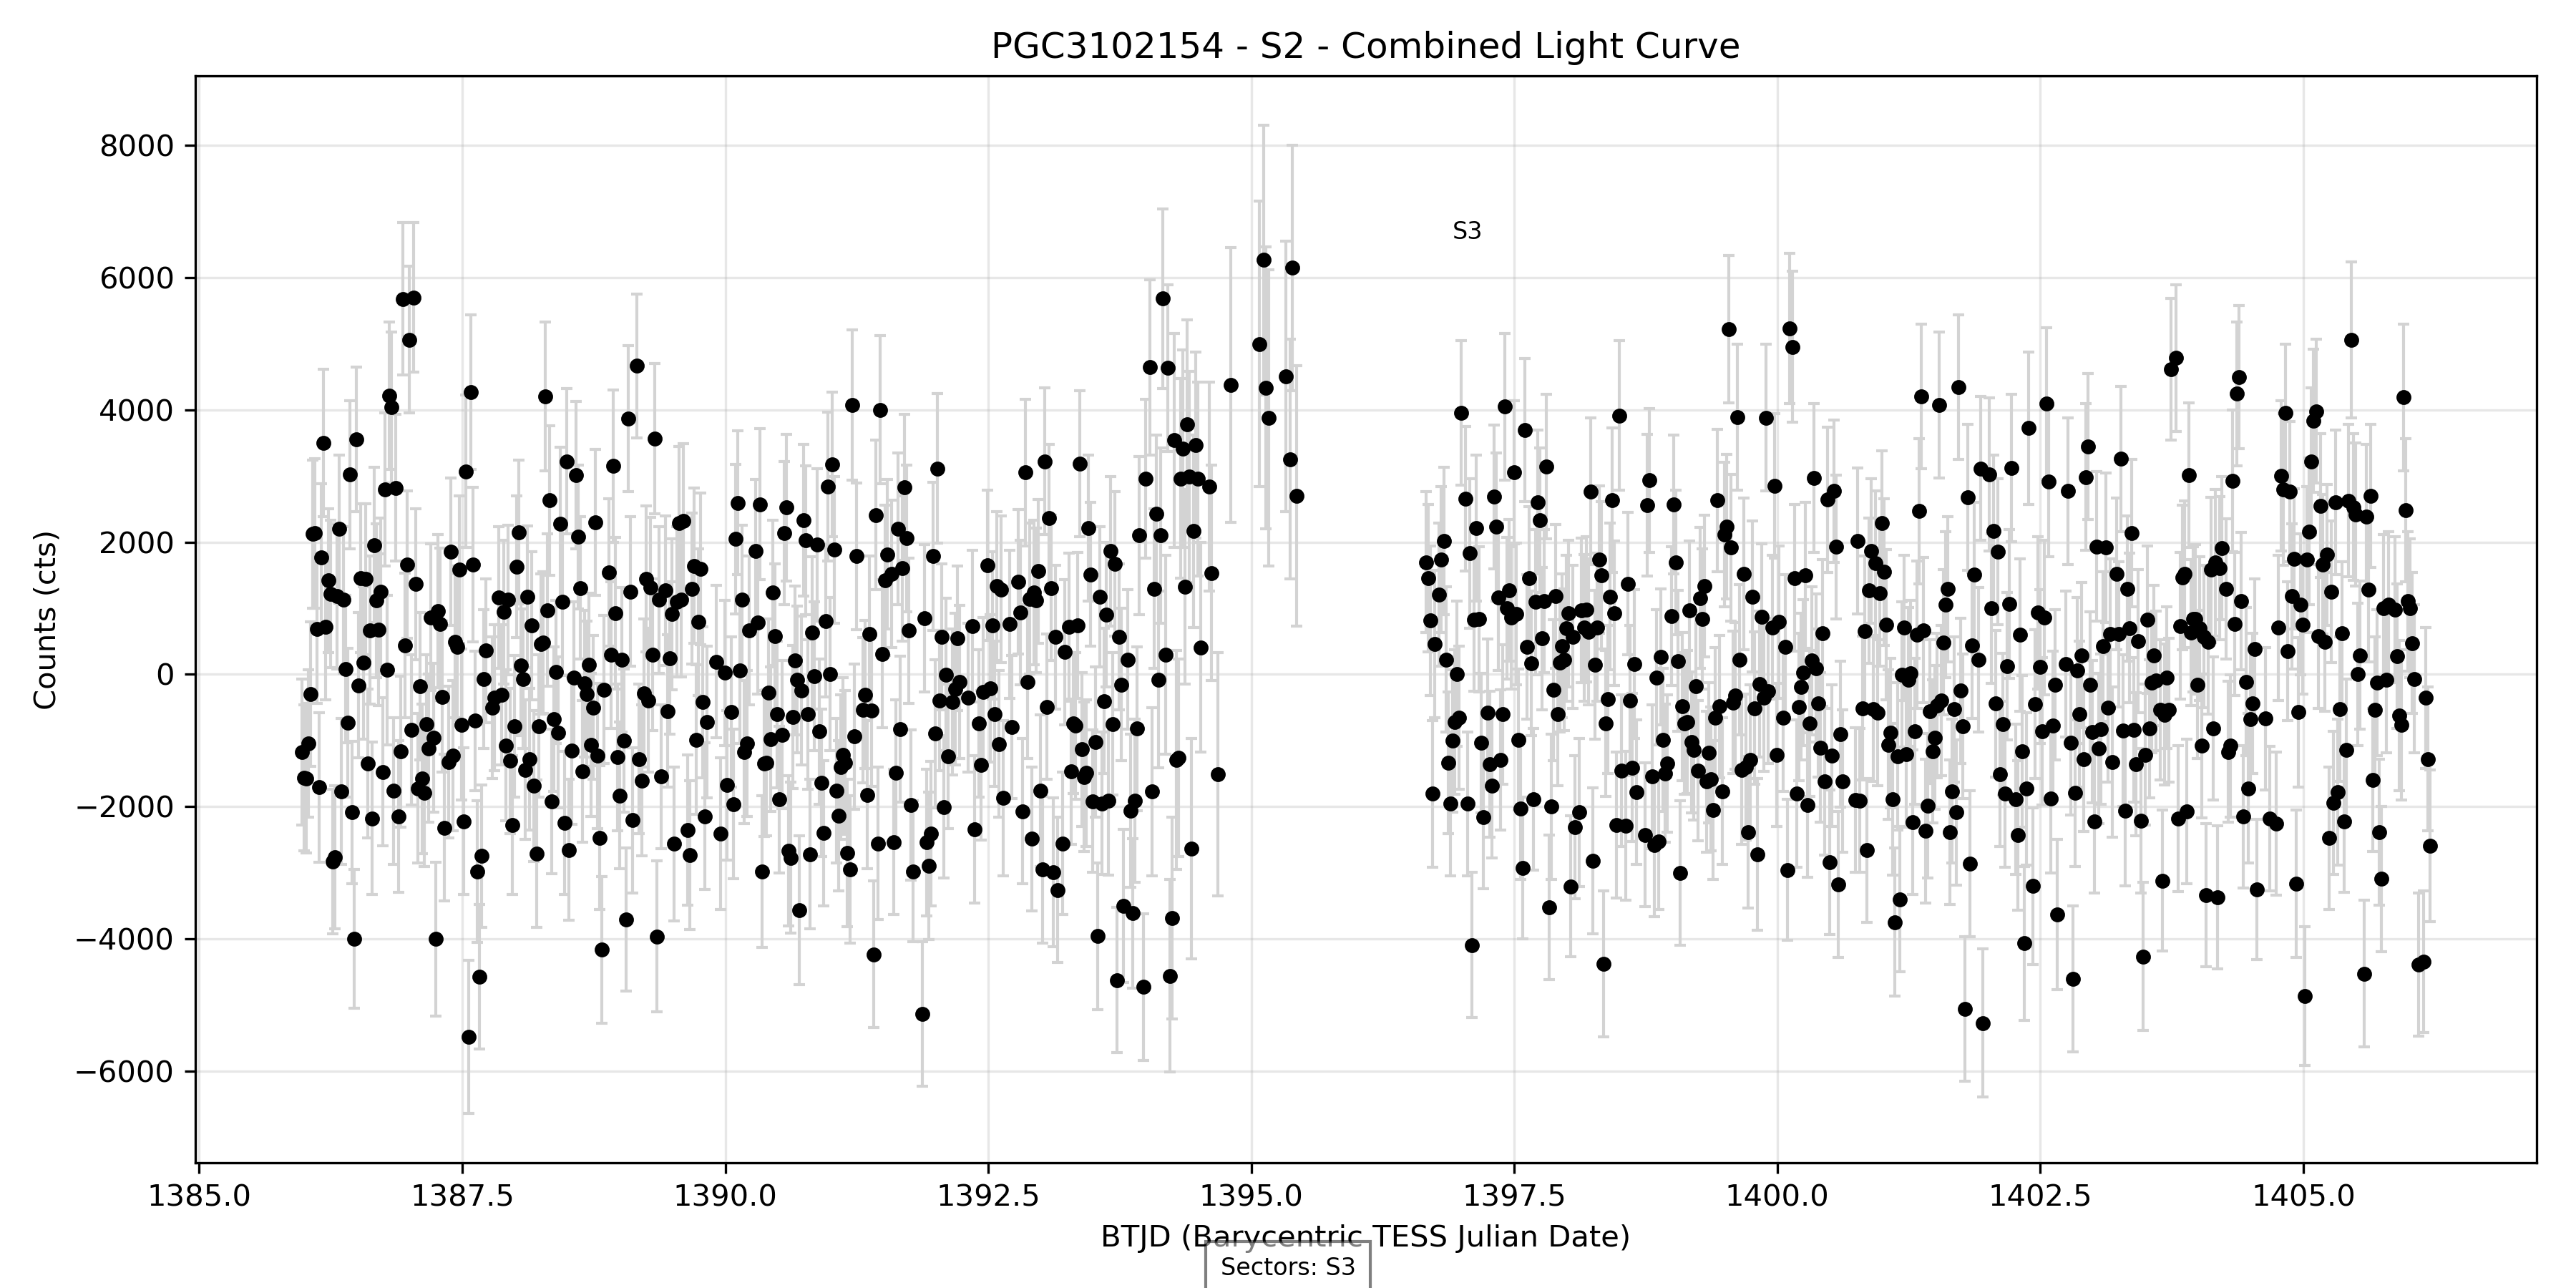 PGC3102154 - S2 - Combined Light Curve
Counts (cts)
8000
6000
4000
2000
0
−2000
−4000
−6000
S3
1385.0 1387.5 1390.0 1392.5 1395.0 1397.5 1400.0 1402.5 1405.0
BTJD (Barycentric TESS Julian Date)
Sectors: S3